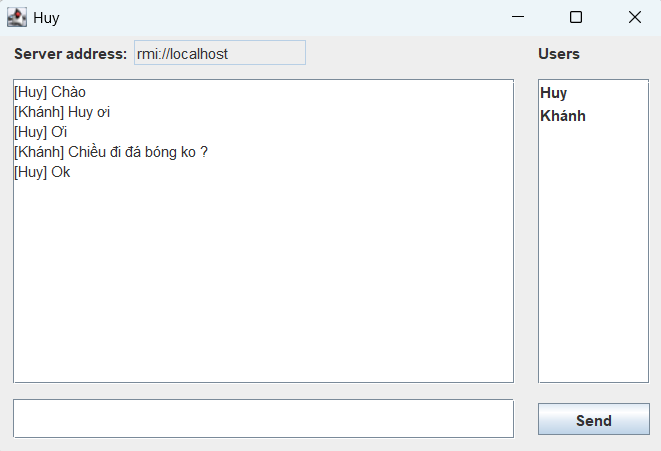 Huy
Server address: rmi://localhost
Users
[Huy] Chào
[Khánh] Huy ơi
[Huy] Ơi
[Khánh] Chiều đi đá bóng ko ?
[Huy] Ok
Huy
Khánh
Send